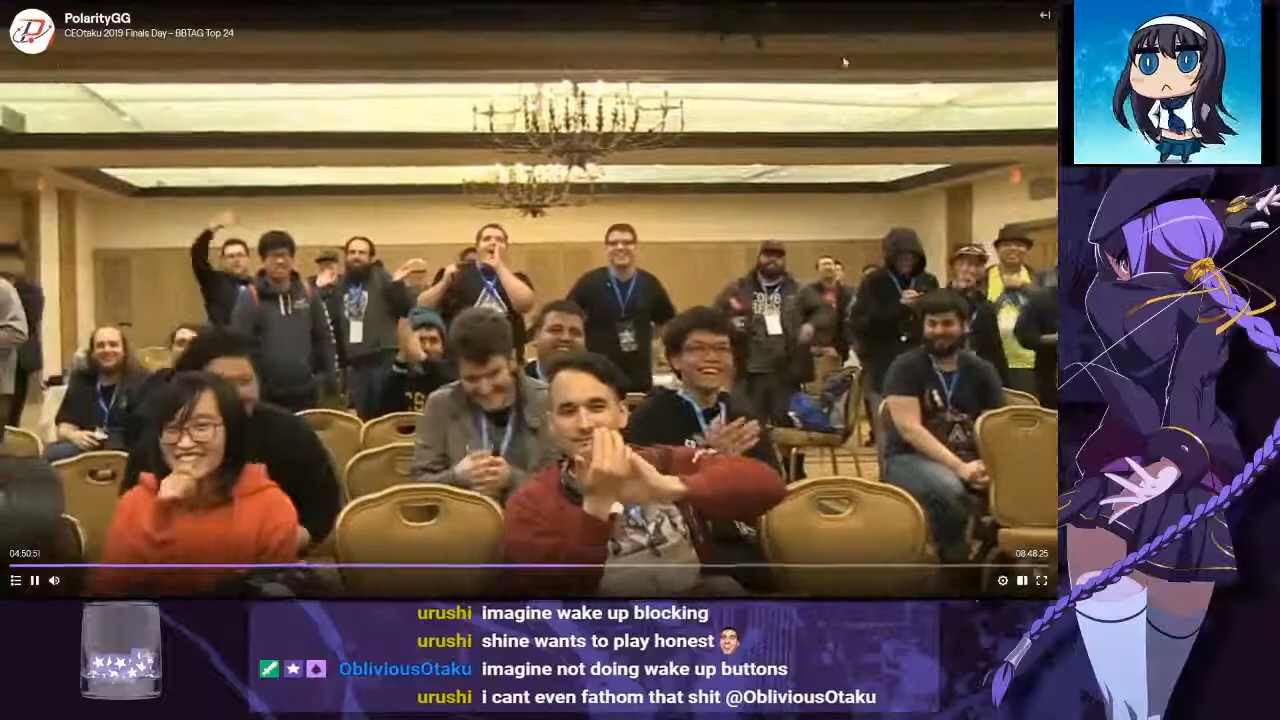 PolarityGG
CEOtaku 2019 Finals Day - BBTAG Top 24
04:50:51
08:48:25
urushi imagine wake up blocking
urushi shine wants to play honest
ObliviousOtaku imagine not doing wake up buttons
urushi i cant even fathom that shit @ObliviousOtaku